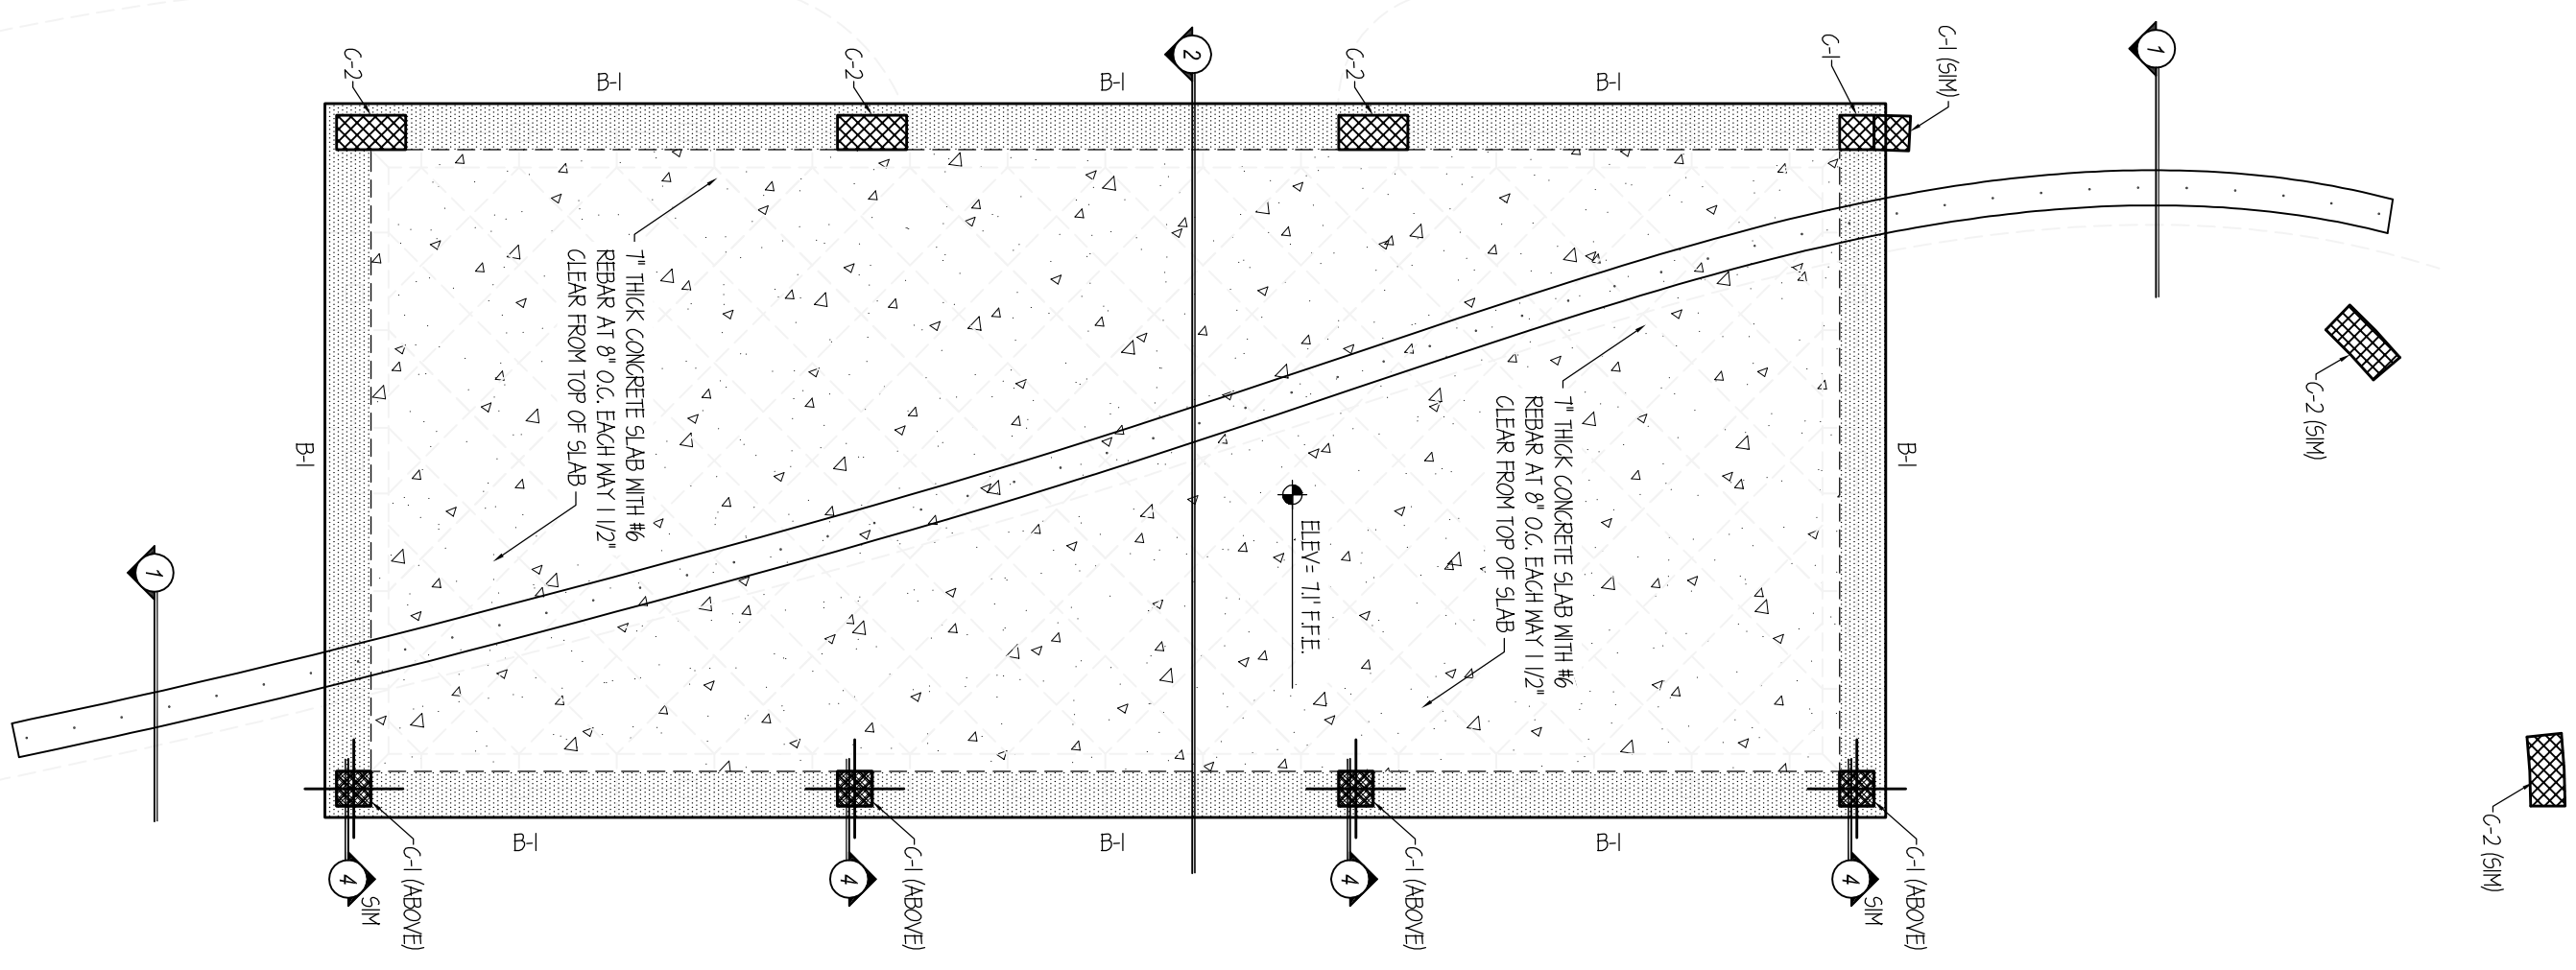 C-2
B-1
C-2
B-1
2
C-2
B-1
C-1
C-1 (SIM)
1
7" THICK CONCRETE SLAB WITH #6
REBAR AT 8" O.C. EACH WAY 1 1/2"
CLEAR FROM TOP OF SLAB
7" THICK CONCRETE SLAB WITH #6
REBAR AT 8" O.C. EACH WAY 1 1/2"
CLEAR FROM TOP OF SLAB
ELEV= 7.1' F.F.E.
B-1
B-1
C-2 (SIM)
1
C-2 (SIM)
B-1
B-1
B-1
C-1 (ABOVE)
4
SIM
C-1 (ABOVE)
4
C-1 (ABOVE)
4
C-1 (ABOVE)
4
SIM